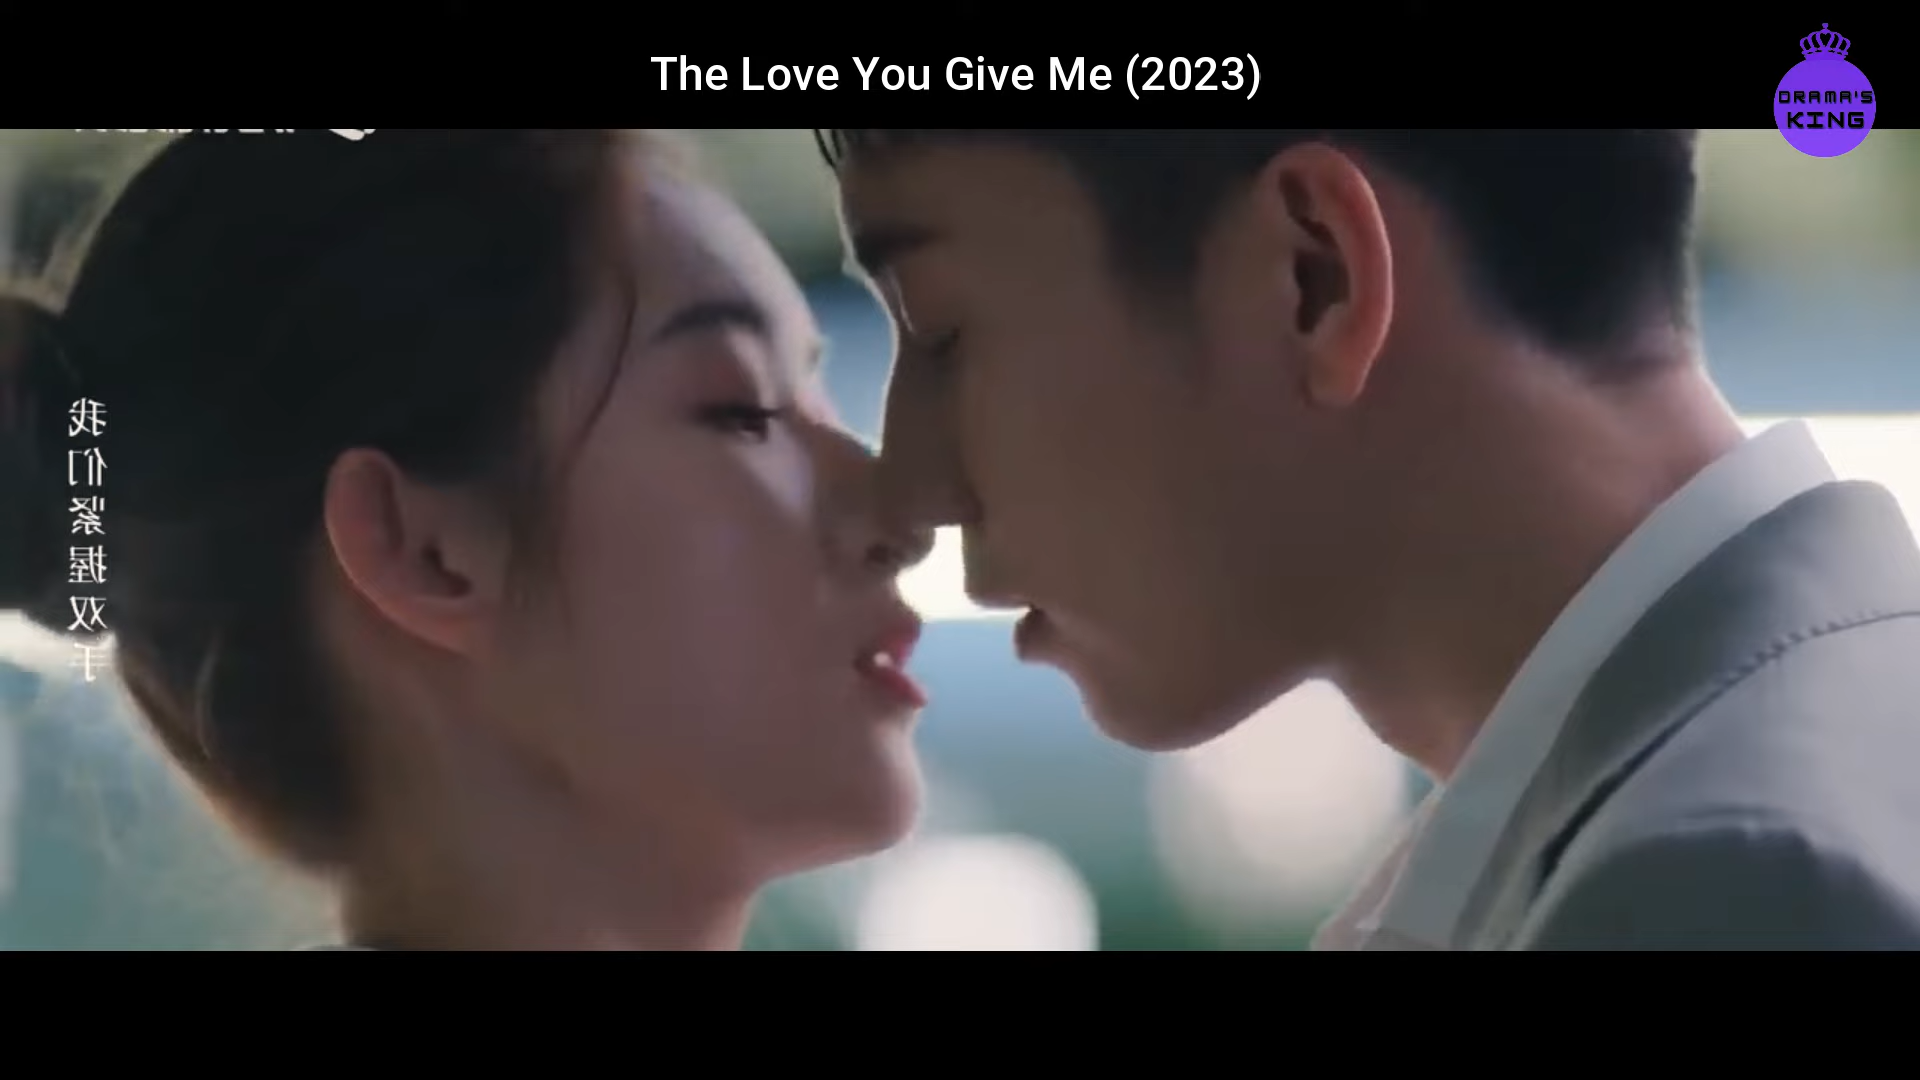 The Love You Give Me (2023)
DRAMA'S
KING
我们紧握双手